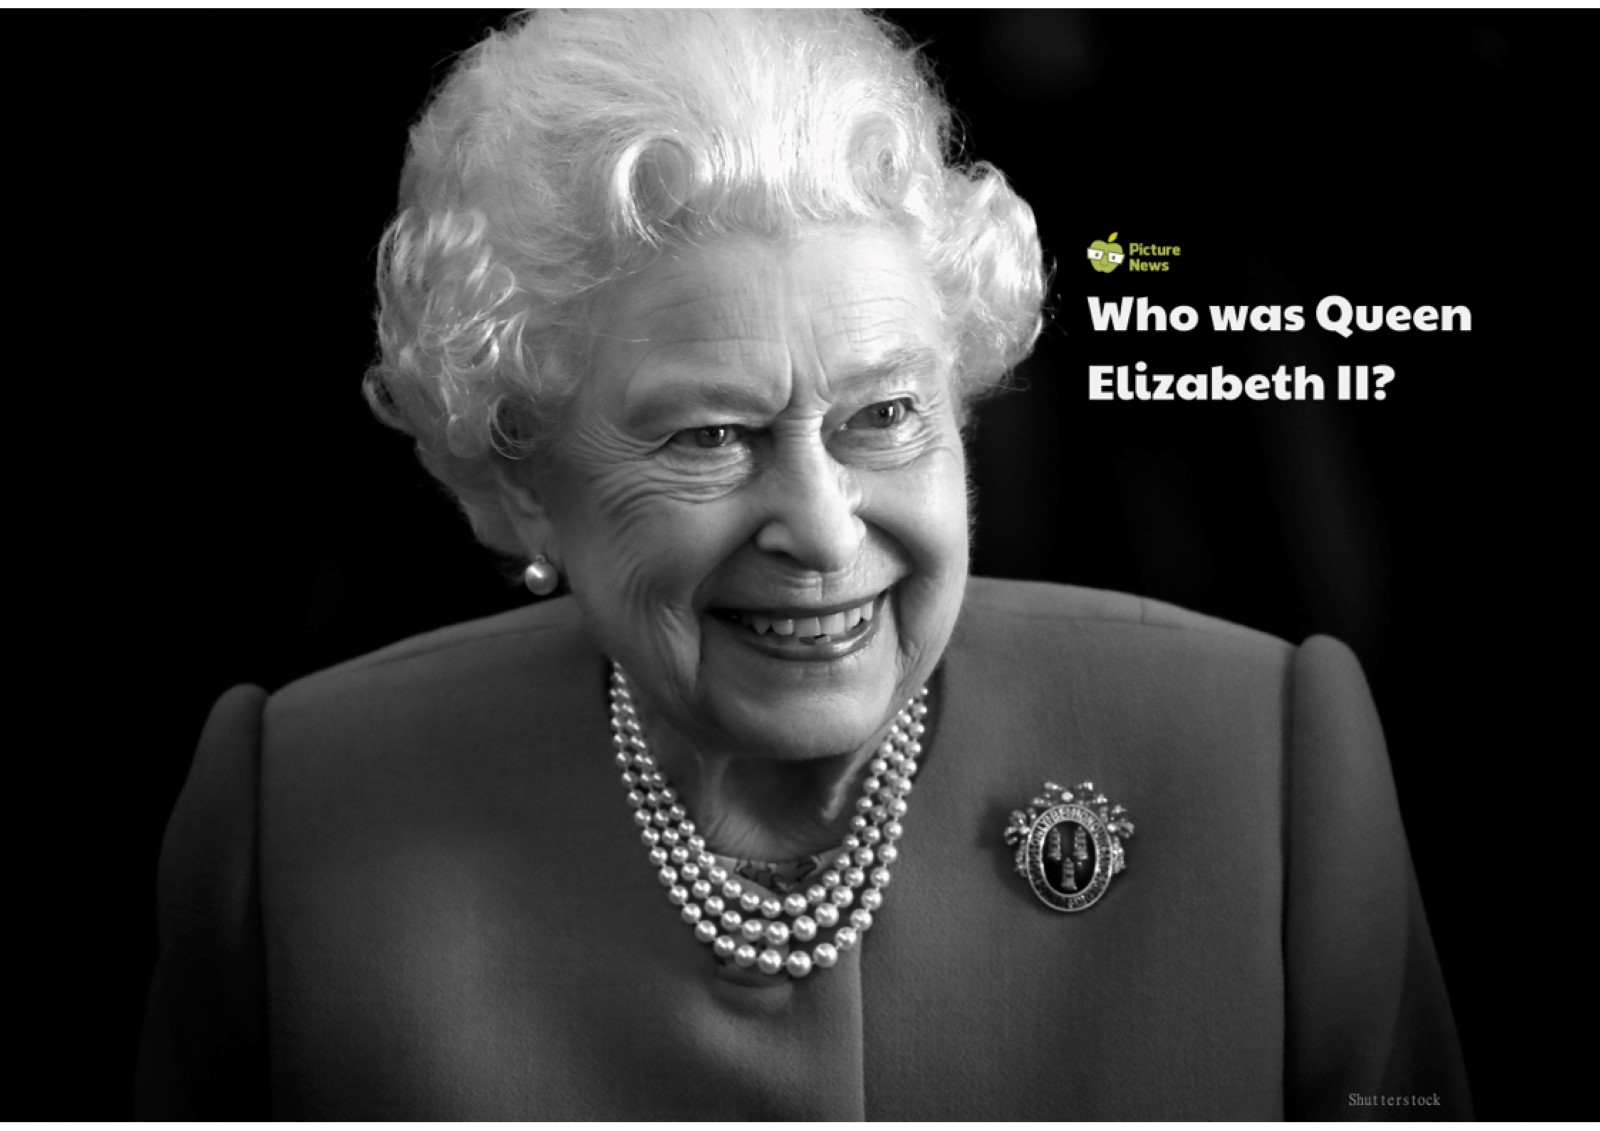 Picture
News
Who was Queen
Elizabeth II?
Shutterstock